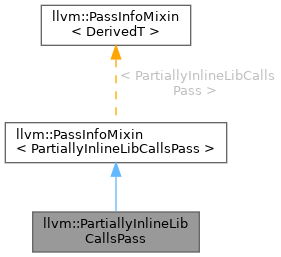 llvm::PassInfoMixin
< DerivedT >
< PartiallyInlineLibCalls
Pass >
llvm::PassInfoMixin
< PartiallyInlineLibCallsPass >
llvm::PartiallyInlineLib
CallsPass